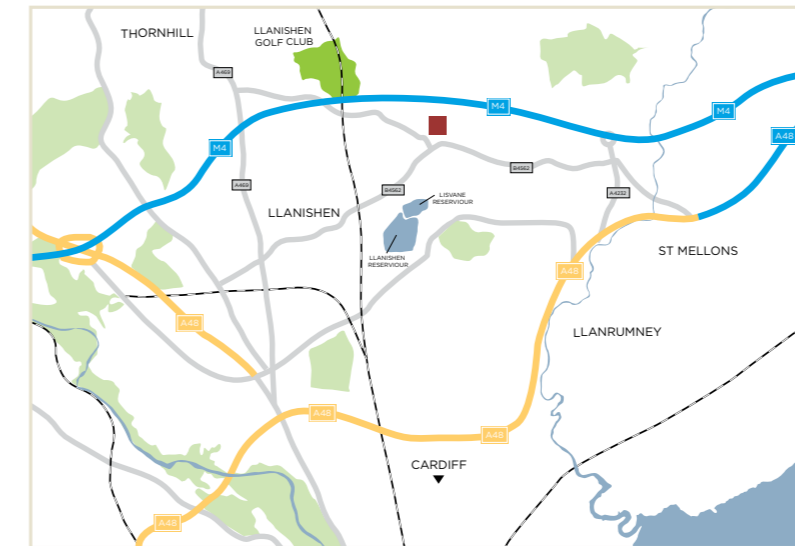 THORNHILL
LLANISHEN
GOLF CLUB
A469
M4
M4
A48
M4
B4562
A469
B4562
A4232
LISVANE
RESERVIOUR
LLANISHEN
ST MELLONS
LLANISHEN
RESERVIOUR
A48
A48
LLANRUMNEY
A48
A48
CARDIFF
A48